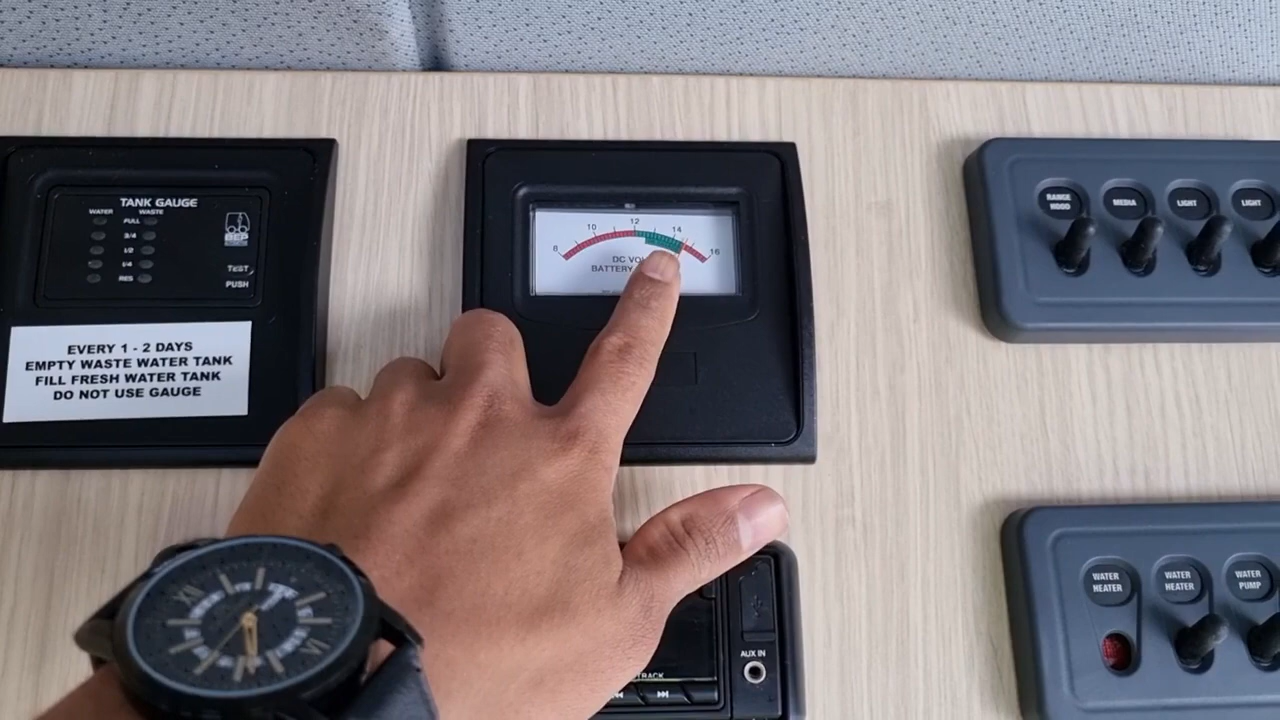 TANK GAUGE
WATER WASTE
FULL
3/4
1/2
1/4
RES
TEST
PUSH
EVERY 1 - 2 DAYS
EMPTY WASTE WATER TANK
FILL FRESH WATER TANK
DO NOT USE GAUGE
8 10 12 14 16
DC
BATTERY
RANGE HOOD
MEDIA
LIGHT
LIGHT
WATER HEATER
WATER HEATER
WATER PUMP
AUX IN
TRACK